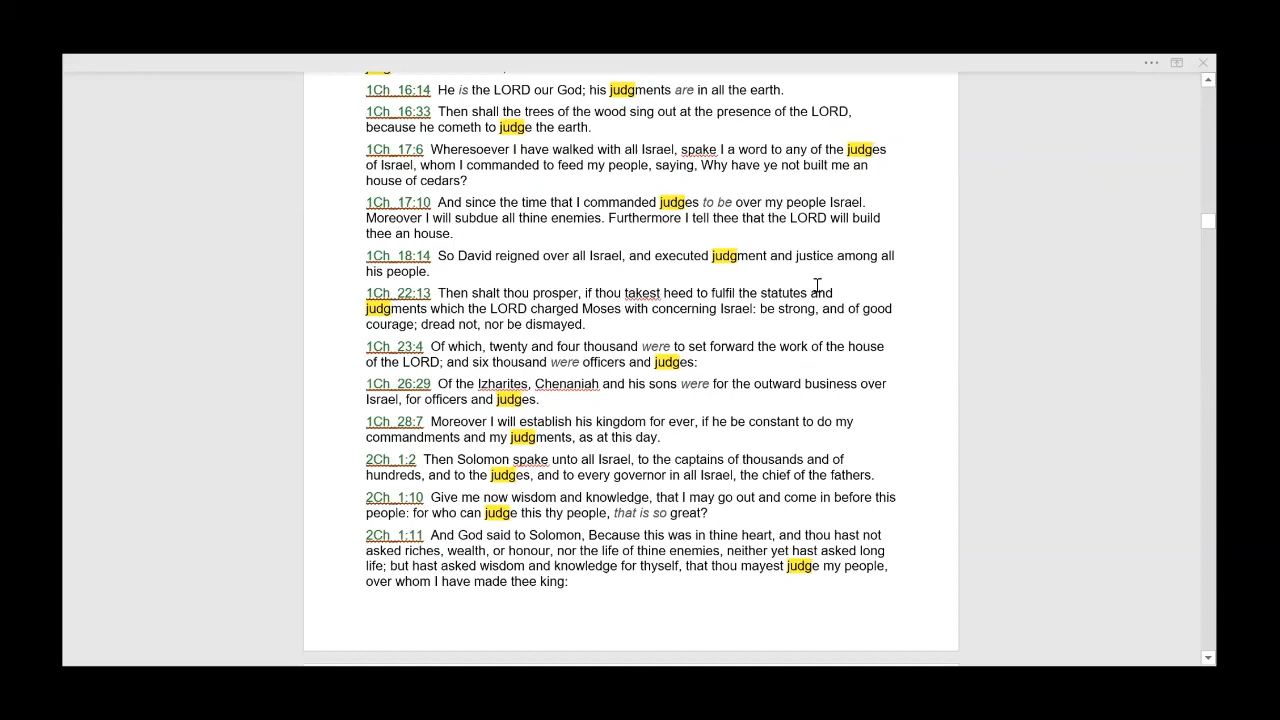 1Ch_16:14 He is the LORD our God; his judgments are in all the earth.
1Ch_16:33 Then shall the trees of the wood sing out at the presence of the LORD,
because he cometh to judge the earth.
1Ch_17:6 Wheresoever I have walked with all Israel, spake I a word to any of the judges
of Israel, whom I commanded to feed my people, saying, Why have ye not built me an
house of cedars?
1Ch_17:10 And since the time that I commanded judges to be over my people Israel.
Moreover I will subdue all thine enemies. Furthermore I tell thee that the LORD will build
thee an house.
1Ch_18:14 So David reigned over all Israel, and executed judgment and justice among all
his people.
1Ch_22:13 Then shalt thou prosper, if thou takest heed to fulfil the statutes and
judgments which the LORD charged Moses with concerning Israel: be strong, and of good
courage; dread not, nor be dismayed.
1Ch_23:4 Of which, twenty and four thousand were to set forward the work of the house
of the LORD; and six thousand were officers and judges:
1Ch_26:29 Of the Izharites, Chenaniah and his sons were for the outward business over
Israel, for officers and judges.
1Ch_28:7 Moreover I will establish his kingdom for ever, if he be constant to do my
commandments and my judgments, as at this day.
2Ch_1:2 Then Solomon spake unto all Israel, to the captains of thousands and of
hundreds, and to the judges, and to every governor in all Israel, the chief of the fathers.
2Ch_1:10 Give me now wisdom and knowledge, that I may go out and come in before this
people: for who can judge this thy people, that is so great?
2Ch_1:11 And God said to Solomon, Because this was in thine heart, and thou hast not
asked riches, wealth, or honour, nor the life of thine enemies, neither yet hast asked long
life; but hast asked wisdom and knowledge for thyself, that thou mayest judge my people,
over whom I have made thee king: